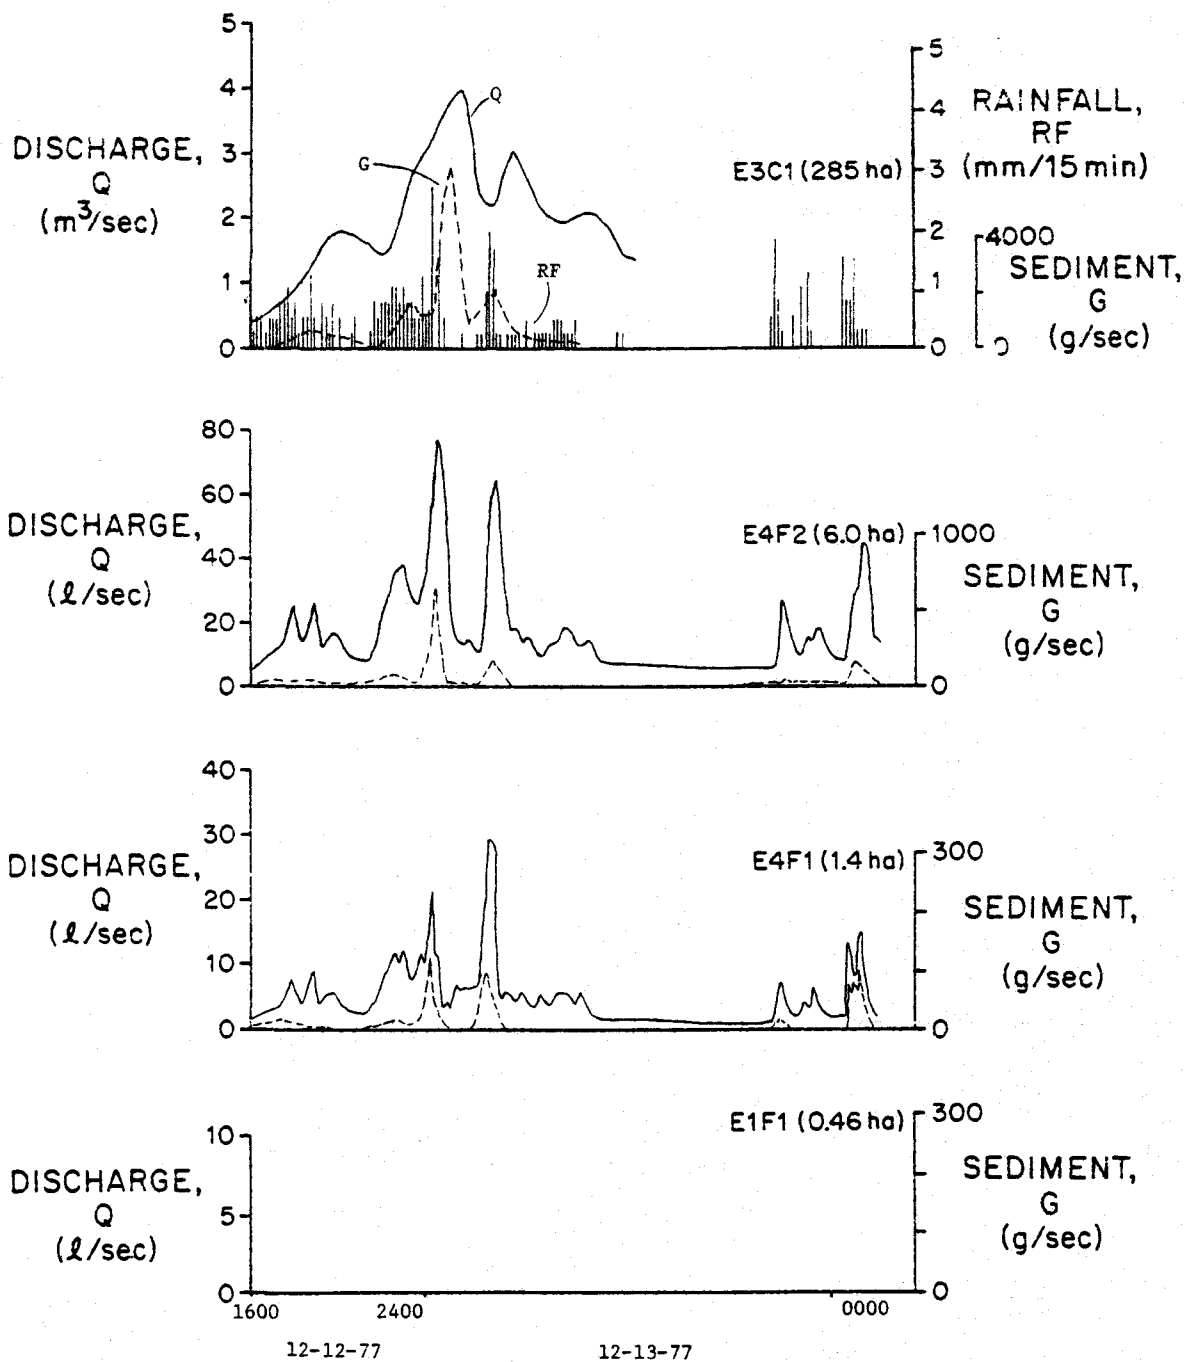 5
4
3
2
1
0
DISCHARGE,
Q
(m³/sec)
Q
G
RF
E3C1 (285 ha)
5
4
3
2
1
0
RAINFALL,
RF
(mm/15 min)
4000
0
SEDIMENT,
G
(g/sec)
80
60
40
20
0
DISCHARGE,
Q
(ℓ/sec)
E4F2 (6.0 ha)
1000
0
SEDIMENT,
G
(g/sec)
40
30
20
10
0
DISCHARGE,
Q
(ℓ/sec)
E4F1 (1.4 ha)
300
0
SEDIMENT,
G
(g/sec)
10
5
0
DISCHARGE,
Q
(ℓ/sec)
E1F1 (0.46 ha)
300
0
SEDIMENT,
G
(g/sec)
1600 2400 0000
12-12-77 12-13-77